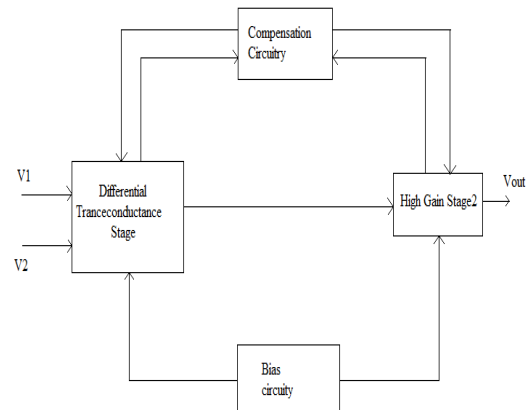 Compensation
Circuitry
V1
Differential
Tranceconductance
Stage
V2
High Gain Stage2
Vout
Bias
circuity